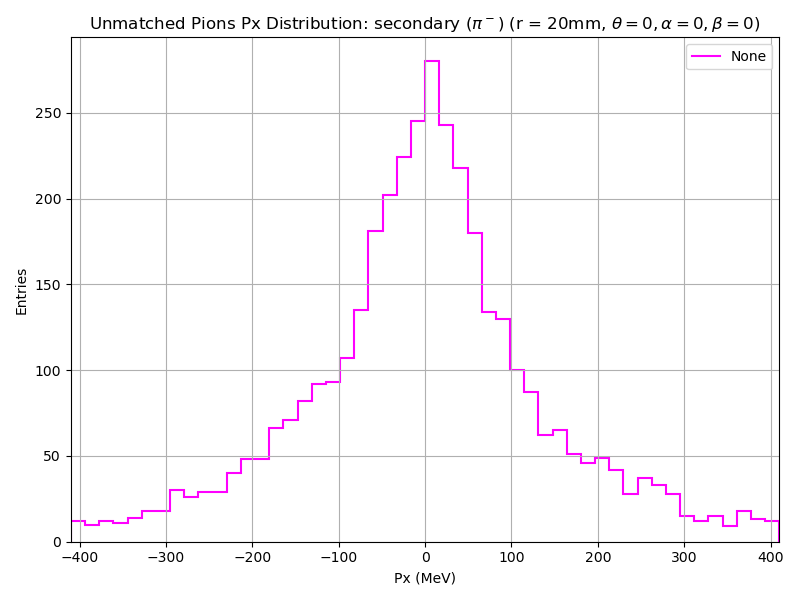 Unmatched Pions Px Distribution: secondary (π⁻) (r = 20mm, θ = 0, α = 0, β = 0)
None
Entries
250
200
150
100
50
0
−400 −300 −200 −100 0 100 200 300 400
Px (MeV)